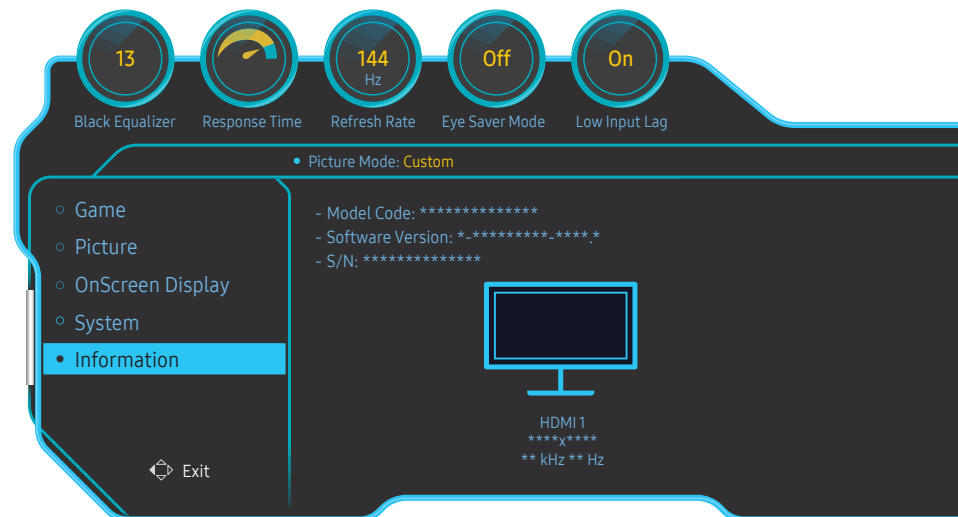 13
144
Hz
Off
On
Black Equalizer
Response Time
Refresh Rate
Eye Saver Mode
Low Input Lag
Picture Mode: Custom
Game
Picture
OnScreen Display
System
Information
- Model Code: **************
- Software Version: *-*********-****.*
- S/N: **************
HDMI 1
****x****
** kHz ** Hz
Exit